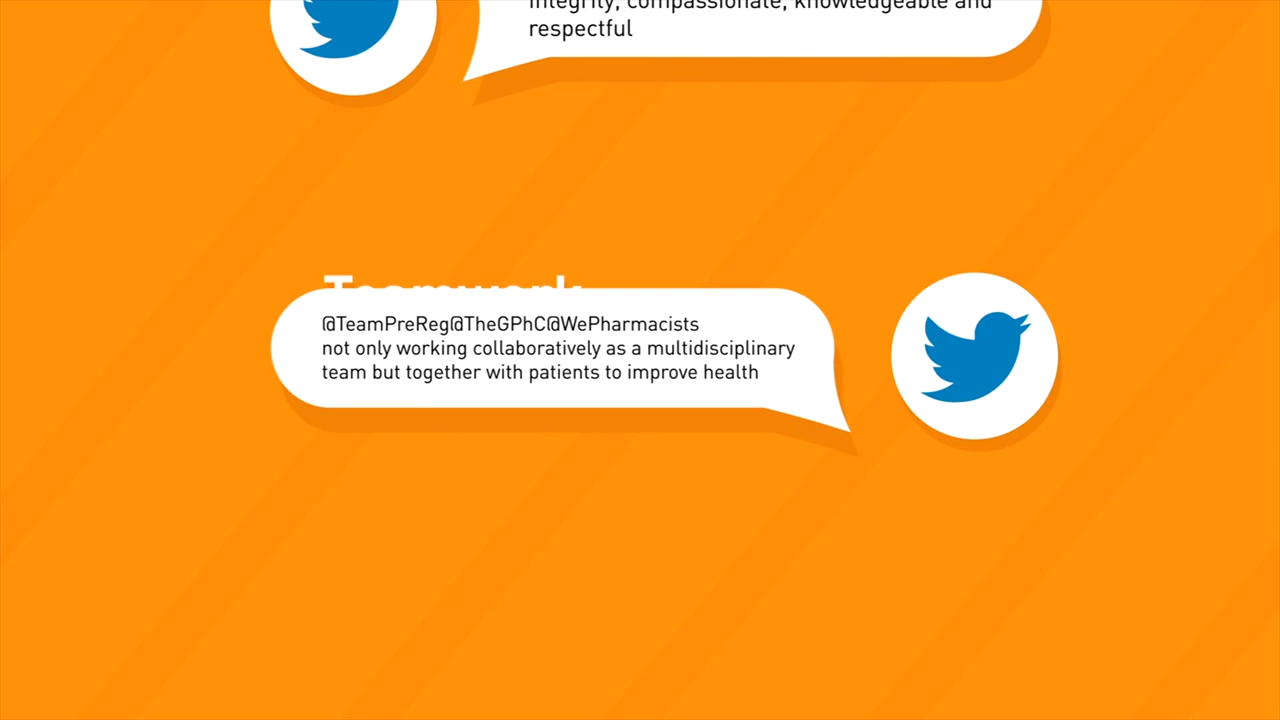 integrity, compassionate, knowledgeable and
respectful
Teamwork
@TeamPreReg@TheGPhC@WePharmacists
not only working collaboratively as a multidisciplinary
team but together with patients to improve health